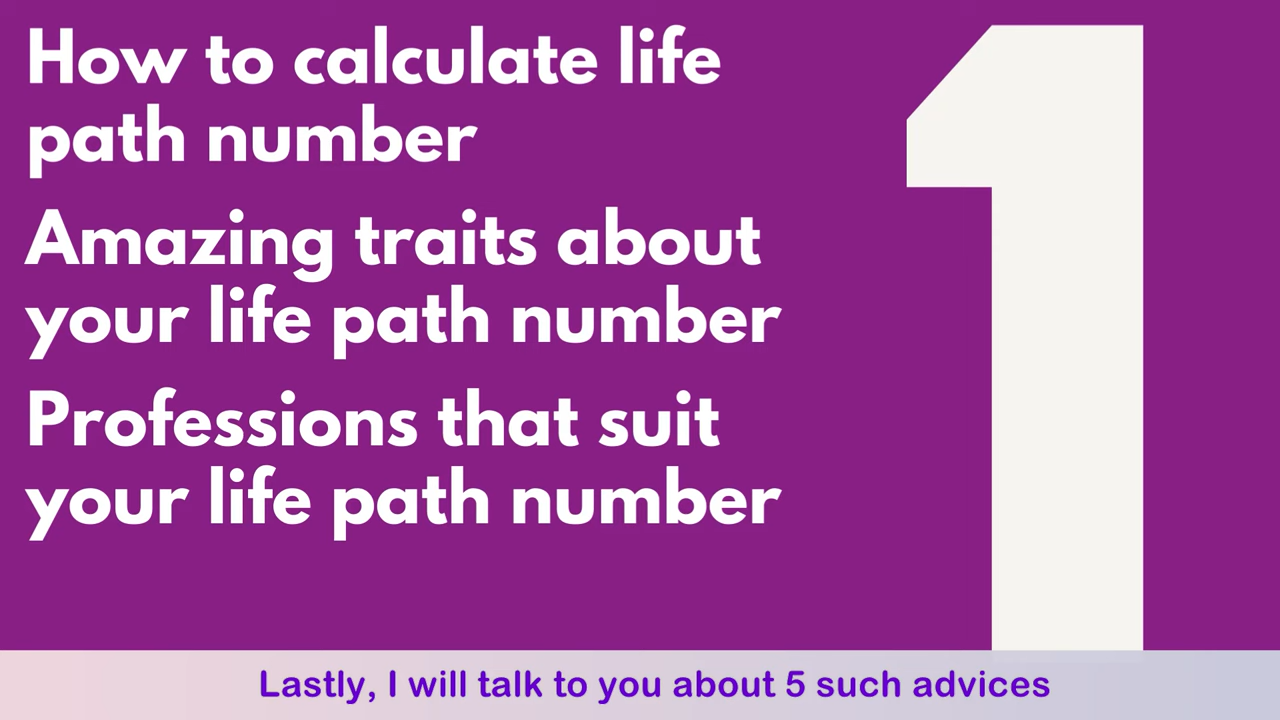 How to calculate life
path number
Amazing traits about
your life path number
Professions that suit
your life path number
1
Lastly, I will talk to you about 5 such advices